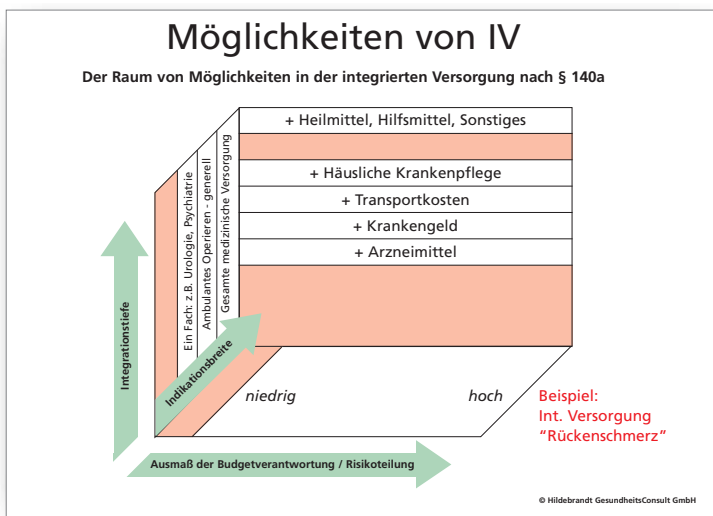 Möglichkeiten von IV
Der Raum von Möglichkeiten in der integrierten Versorgung nach § 140a
+ Heilmittel, Hilfsmittel, Sonstiges
+ Häusliche Krankenpflege
+ Transportkosten
+ Krankengeld
+ Arzneimittel
Ein Fach: z.B. Urologie, Psychiatrie
Ambulantes Operieren - generell
Gesamte medizinische Versorgung
Integrationstiefe
Indikationsbreite
niedrig
hoch
Beispiel:
Int. Versorgung
“Rückenschmerz”
Ausmaß der Budgetverantwortung / Risikoteilung
© Hildebrandt GesundheitsConsult GmbH